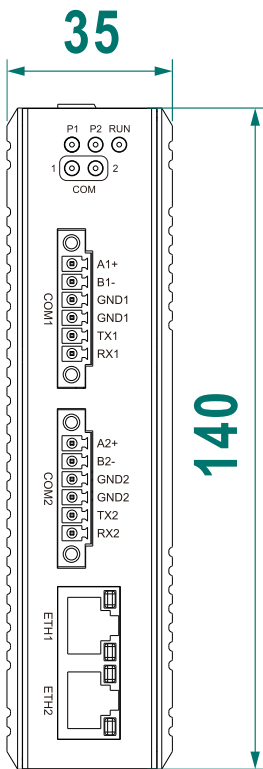 35
P1 P2 RUN
1 2
COM
COM1
A1+
B1-
GND1
GND1
TX1
RX1
140
COM2
A2+
B2-
GND2
GND2
TX2
RX2
ETH1
ETH2